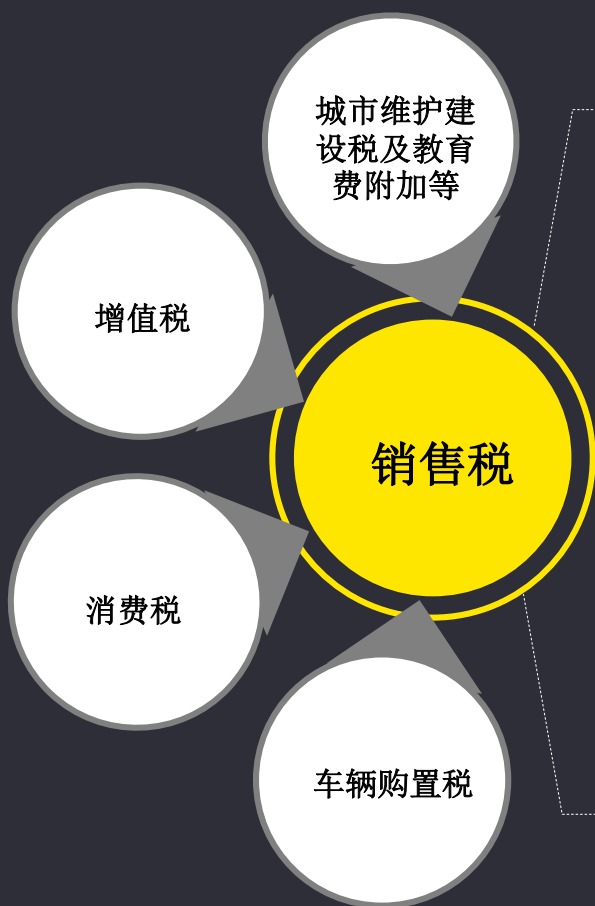 城市维护建
设税及教育
费附加等
增值税
销售税
消费税
车辆购置税